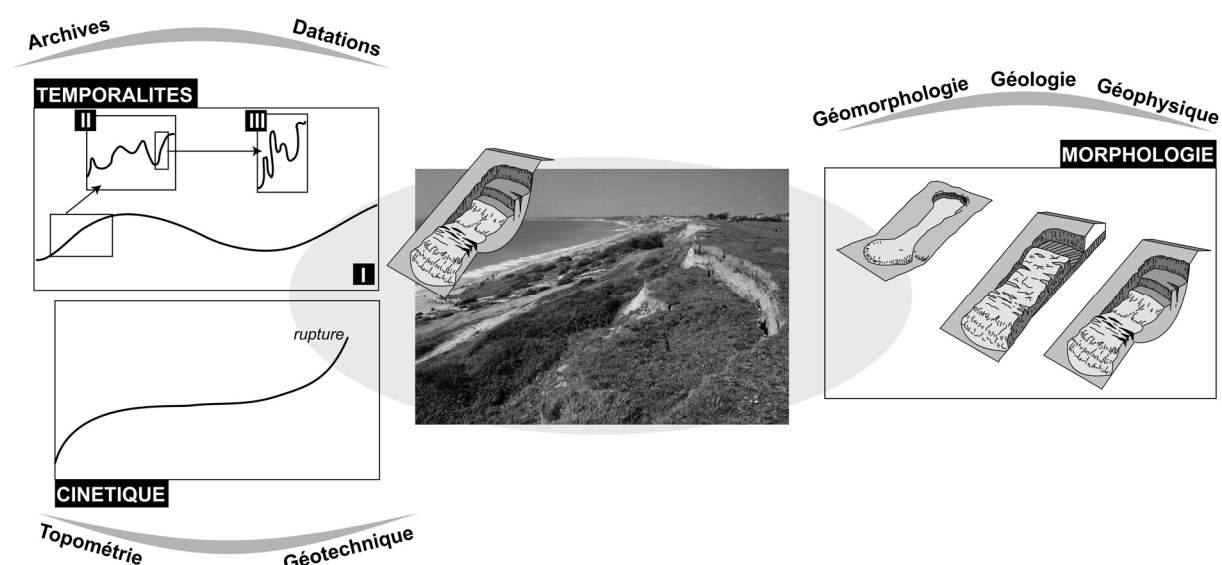 Archives
Datations
TEMPORALITES
II
III
I
rupture
CINETIQUE
Topométrie
Géotechnique
Géomorphologie
Géologie
Géophysique
MORPHOLOGIE